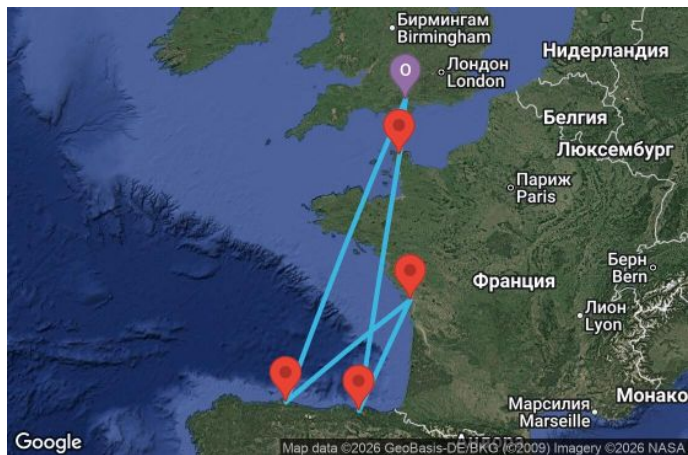 Бирмингам
Birmingham
Нидерландия
O
Лондон
London
Белгия
Люксембург
Париж
Paris
Берн
Bern
Франция
Лион
Lyon
Монако
Марсилия
Marseille
Андора
Google
Map data ©2026 GeoBasis-DE/BKG (©2009) Imagery ©2026 NASA